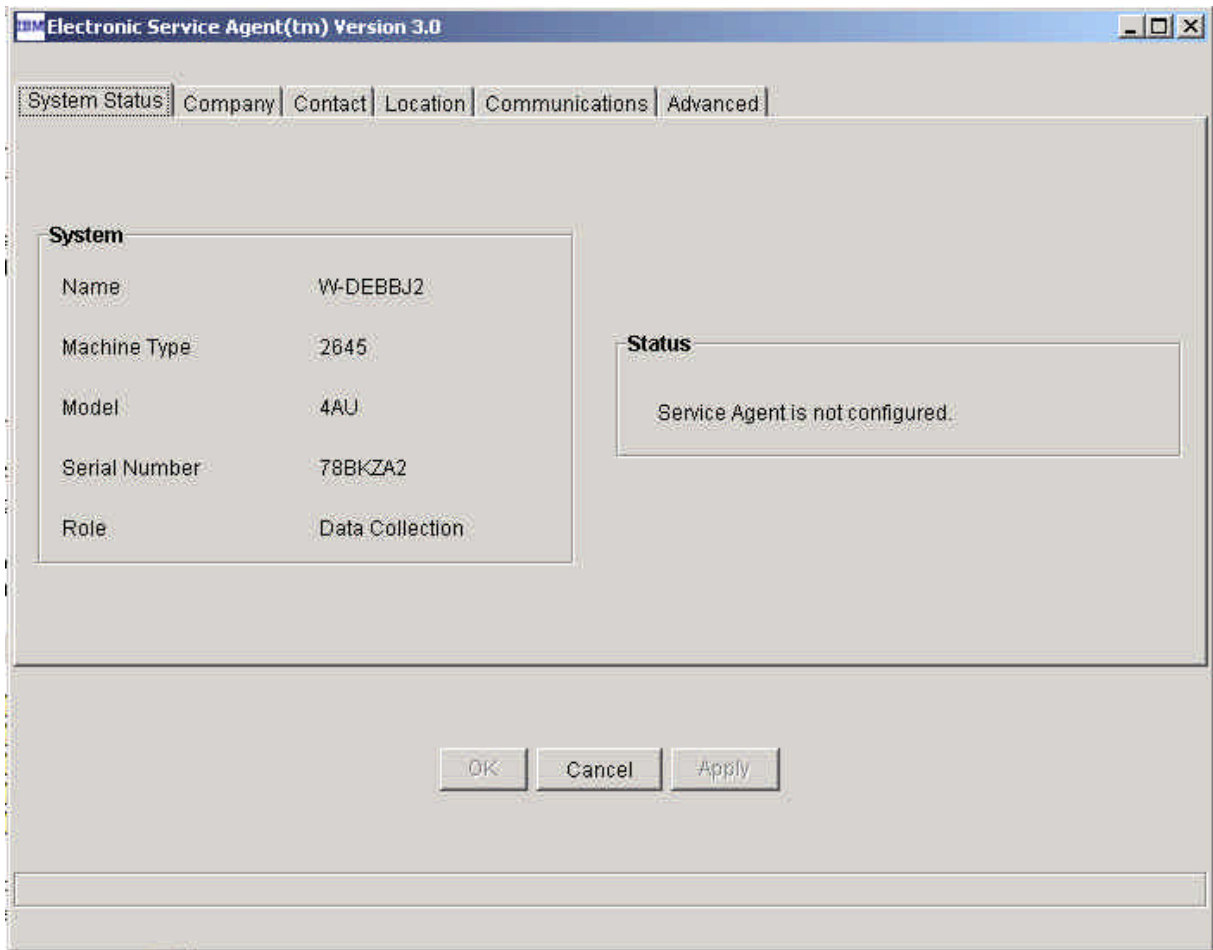 IBM Electronic Service Agent(tm) Version 3.0
System Status Company Contact Location Communications Advanced
System
Name W-DEBBJ2
Machine Type 2645
Model 4AU
Serial Number 78BKZA2
Role Data Collection
Status
Service Agent is not configured.
OK Cancel Apply